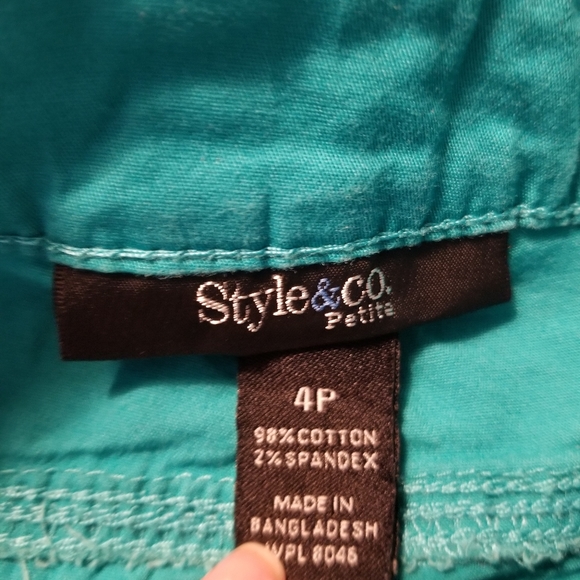 Style&co.
Petite
4P
98% COTTON
2% SPANDEX
MADE IN
BANGLADESH
WPL 8046